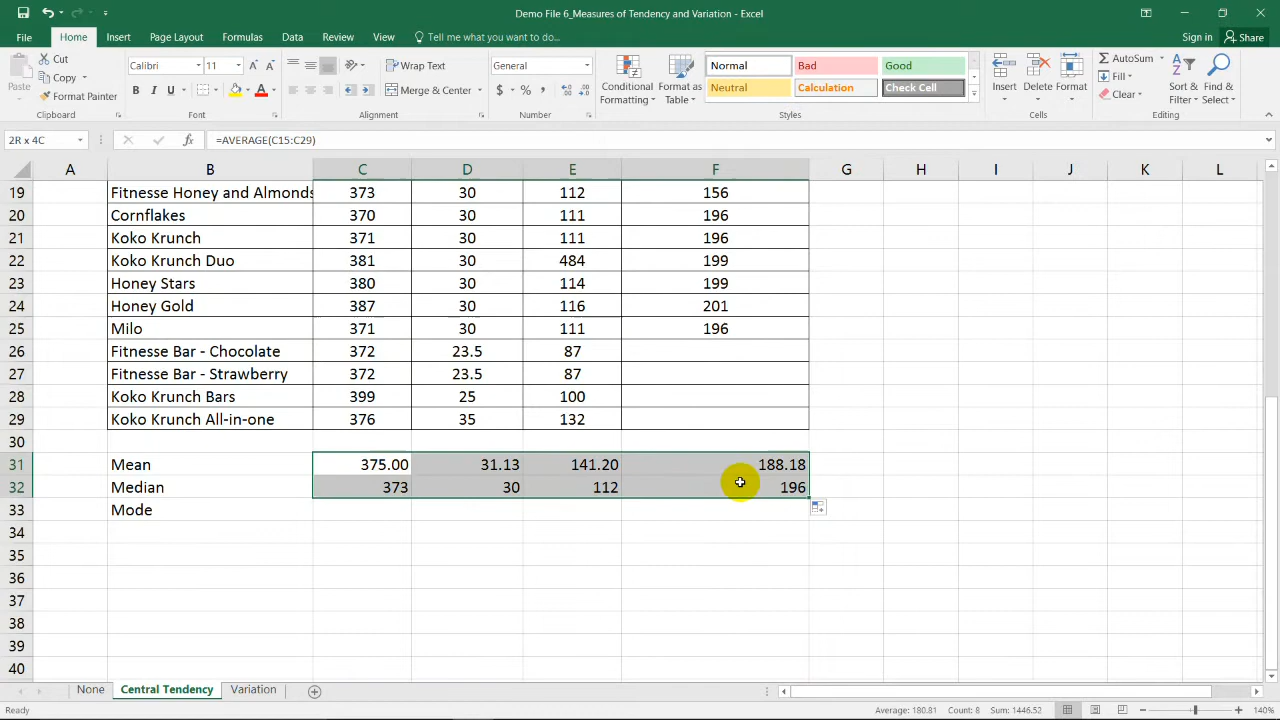 Demo File 6_Measures of Tendency and Variation - Excel
File Home Insert Page Layout Formulas Data Review View Tell me what you want to do... Sign in Share
Paste Cut Copy Format Painter Clipboard
Calibri 11 B I U A A Font
Wrap Text Merge & Center Alignment
General $ % , Number
Conditional Formatting Format as Table
Normal Bad Good
Neutral Calculation Check Cell
Styles
Insert Delete Format Cells
AutoSum Fill Clear Sort & Filter Find & Select Editing
2R x 4C fx =AVERAGE(C15:C29)
A B C D E F G H I J K L
19 Fitnesse Honey and Almonds 373 30 112 156
20 Cornflakes 370 30 111 196
21 Koko Krunch 371 30 111 196
22 Koko Krunch Duo 381 30 484 199
23 Honey Stars 380 30 114 199
24 Honey Gold 387 30 116 201
25 Milo 371 30 111 196
26 Fitnesse Bar - Chocolate 372 23.5 87
27 Fitnesse Bar - Strawberry 372 23.5 87
28 Koko Krunch Bars 399 25 100
29 Koko Krunch All-in-one 376 35 132
30
31 Mean 375.00 31.13 141.20 188.18
32 Median 373 30 112 196
33 Mode
34
35
36
37
38
39
40
None Central Tendency Variation
Ready Average: 180.81 Count: 8 Sum: 1446.52 140%